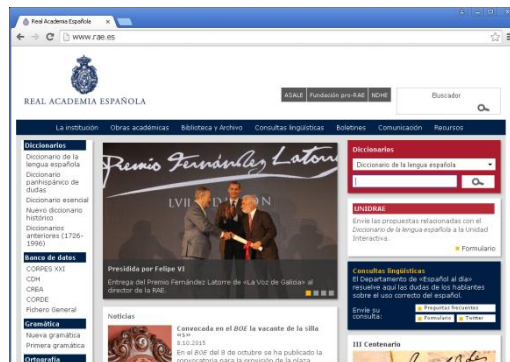 Real Academia Española
www.rae.es
REAL ACADEMIA ESPAÑOLA
ASALE Fundación pro-RAE NDHE
Buscador
La institución Obras académicas Biblioteca y Archivo Consultas lingüísticas Boletines Comunicación Recursos
Diccionarios
Diccionario de la
lengua española
Diccionario
panhispánico de
dudas
Diccionario esencial
Nuevo diccionario
histórico
Diccionarios
anteriores (1726-
1996)
Banco de datos
CORPES XXI
CDH
CREA
CORDE
Fichero General
Gramática
Nueva gramática
Primera gramática
Ortografía
Premio Fernández Latorre
LVII
Presidida por Felipe VI
Entrega del Premio Fernández Latorre de «La Voz de Galicia» al
director de la RAE.
Noticias
Convocada en el BOE la vacante de la silla
«s»
8.10.2015
En el BOE del 8 de octubre se ha publicado la
convocatoria para la provisión de la plaza
Diccionarios
Diccionario de la lengua española
UNIDRAE
Envíe las propuestas relacionadas con el
Diccionario de la lengua española a la Unidad
Interactiva.
Formulario
Consultas lingüísticas
El Departamento de «Español al día»
resuelve aquí las dudas de los hablantes
sobre el uso correcto del español.
Envíe su
consulta:
Preguntas frecuentes
Formulario Twitter
III Centenario